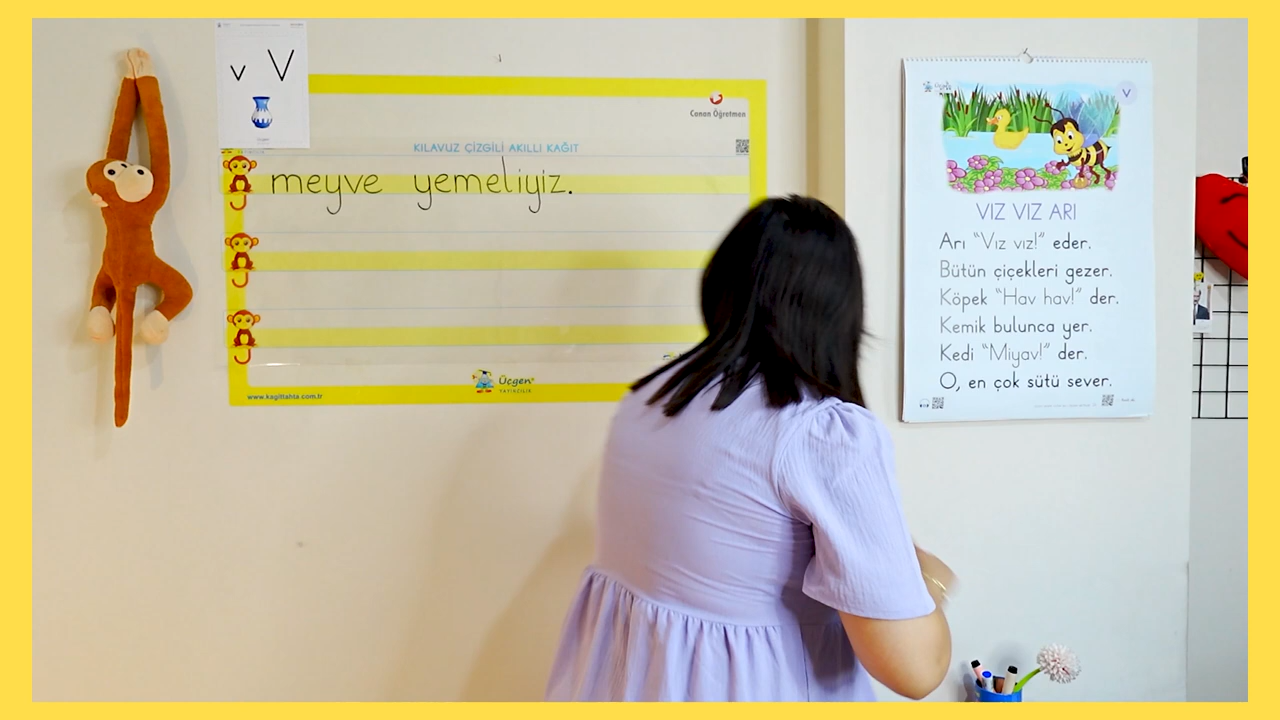 v V
Canan Öğretmen
KILAVUZ ÇİZGİLİ AKILLI KAĞIT
meyve yemeliyiz.
Üçgen
YAYINCILIK
www.kagittahta.com.tr
v
VIZ VIZ ARI
Arı “Vız vız!” eder.
Bütün çiçekleri gezer.
Köpek “Hav hav!” der.
Kemik bulunca yer.
Kedi “Miyav!” der.
O, en çok sütü sever.